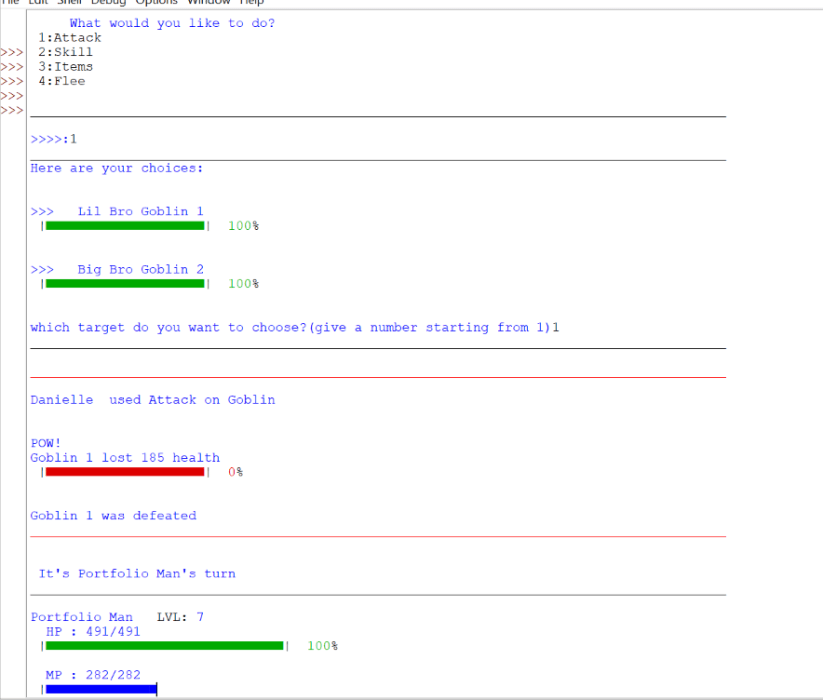 File Edit Shell Debug Options Window Help
What would you like to do?
1:Attack
>>> 2:Skill
>>> 3:Items
>>> 4:Flee
>>>
>>>
>>>>:1
Here are your choices:
>>> Lil Bro Goblin 1
| | 100%
>>> Big Bro Goblin 2
| | 100%
which target do you want to choose?(give a number starting from 1)1
Danielle used Attack on Goblin
POW!
Goblin 1 lost 185 health
| | 0%
Goblin 1 was defeated
It's Portfolio Man's turn
Portfolio Man LVL: 7
HP : 491/491
| | 100%
MP : 282/282
|